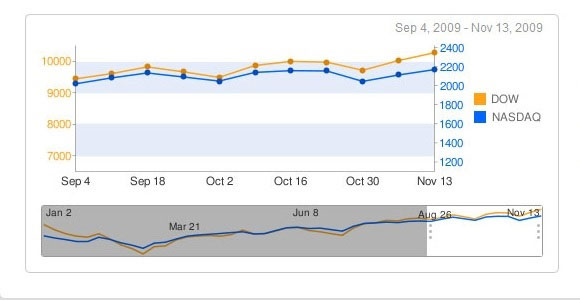 Sep 4, 2009 - Nov 13, 2009
2400
10000
2200
9000
2000
1800
DOW
8000
1600
NASDAQ
7000
1400
1200
Sep 4 Sep 18 Oct 2 Oct 16 Oct 30 Nov 13
Jan 2 Mar 21 Jun 8 Aug 26 Nov 13